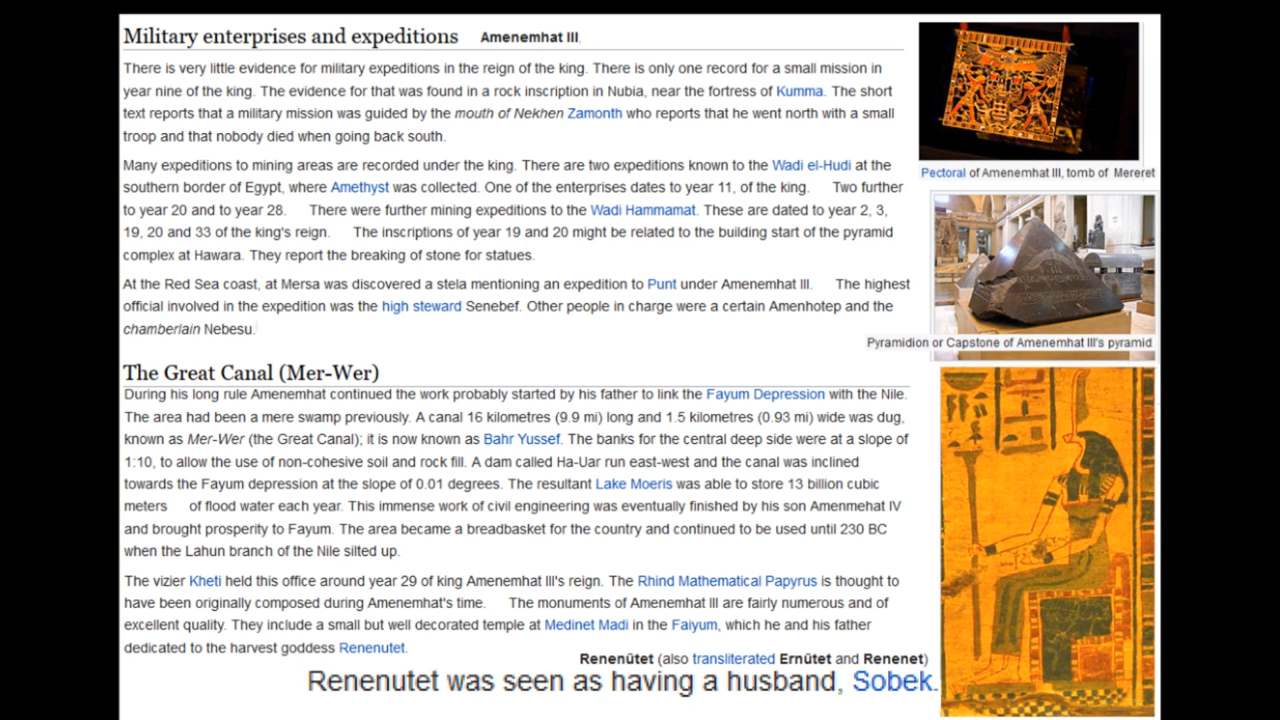 Military enterprises and expeditions Amenemhat III
There is very little evidence for military expeditions in the reign of the king. There is only one record for a small mission in
year nine of the king. The evidence for that was found in a rock inscription in Nubia, near the fortress of Kumma. The short
text reports that a military mission was guided by the mouth of Nekhen Zamonth who reports that he went north with a small
troop and that nobody died when going back south.
Many expeditions to mining areas are recorded under the king. There are two expeditions known to the Wadi el-Hudi at the
southern border of Egypt, where Amethyst was collected. One of the enterprises dates to year 11, of the king. Two further
to year 20 and to year 28. There were further mining expeditions to the Wadi Hammamat. These are dated to year 2, 3,
19, 20 and 33 of the king's reign. The inscriptions of year 19 and 20 might be related to the building start of the pyramid
complex at Hawara. They report the breaking of stone for statues.
At the Red Sea coast, at Mersa was discovered a stela mentioning an expedition to Punt under Amenemhat III. The highest
official involved in the expedition was the high steward Senebef. Other people in charge were a certain Amenhotep and the
chamberlain Nebesu.
The Great Canal (Mer-Wer)
During his long rule Amenemhat continued the work probably started by his father to link the Fayum Depression with the Nile.
The area had been a mere swamp previously. A canal 16 kilometres (9.9 mi) long and 1.5 kilometres (0.93 mi) wide was dug,
known as Mer-Wer (the Great Canal); it is now known as Bahr Yussef. The banks for the central deep side were at a slope of
1:10, to allow the use of non-cohesive soil and rock fill. A dam called Ha-Uar run east-west and the canal was inclined
towards the Fayum depression at the slope of 0.01 degrees. The resultant Lake Moeris was able to store 13 billion cubic
meters of flood water each year. This immense work of civil engineering was eventually finished by his son Amenmehat IV
and brought prosperity to Fayum. The area became a breadbasket for the country and continued to be used until 230 BC
when the Lahun branch of the Nile silted up.
The vizier Kheti held this office around year 29 of king Amenemhat III's reign. The Rhind Mathematical Papyrus is thought to
have been originally composed during Amenemhat's time. The monuments of Amenemhat III are fairly numerous and of
excellent quality. They include a small but well decorated temple at Medinet Madi in the Faiyum, which he and his father
dedicated to the harvest goddess Renenutet.
Renenūtet (also transliterated Ernūtet and Renenet)
Renenutet was seen as having a husband, Sobek.
Pectoral of Amenemhat III, tomb of Mereret
Pyramidion or Capstone of Amenemhat III's pyramid